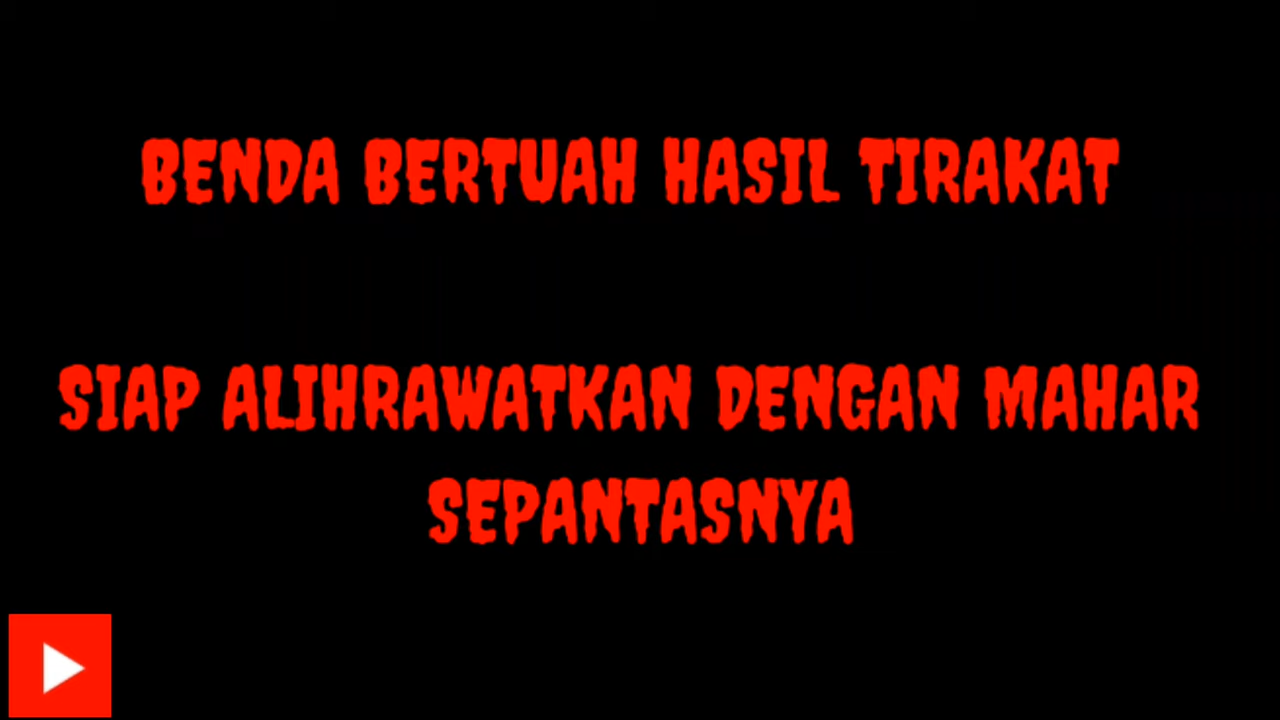 BENDA BERTUAH HASIL TIRAKAT
SIAP ALIHRAWATKAN DENGAN MAHAR
SEPANTASNYA